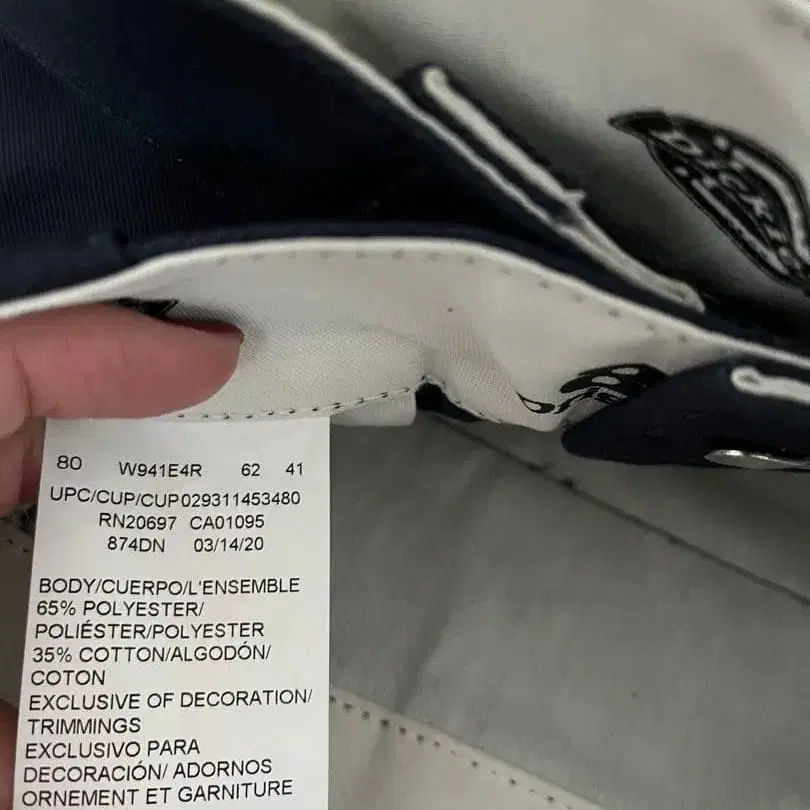 DICKIE
80 W941E4R 62 41
UPC/CUP/CUP029311453480
RN20697 CA01095
874DN 03/14/20
BODY/CUERPO/L'ENSEMBLE
65% POLYESTER/
POLIÉSTER/POLYESTER
35% COTTON/ALGODÓN/
COTON
EXCLUSIVE OF DECORATION/
TRIMMINGS
EXCLUSIVO PARA
DECORACIÓN/ ADORNOS
ORNEMENT ET GARNITURE